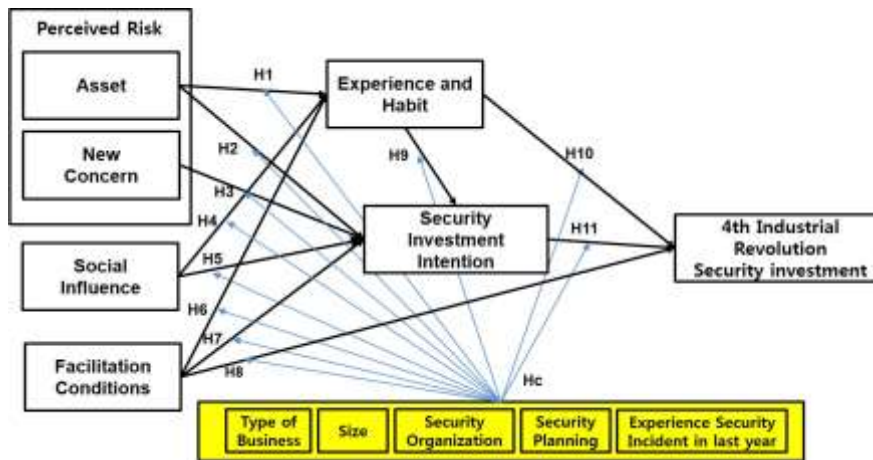 Perceived Risk
Asset
New
Concern
Social
Influence
Facilitation
Conditions
H1
H2
H3
H4
H5
H6
H7
H8
Experience and
Habit
H9
H10
Security
Investment
Intention
H11
4th Industrial
Revolution
Security investment
Hc
Type of
Business
Size
Security
Organization
Security
Planning
Experience Security
Incident in last year